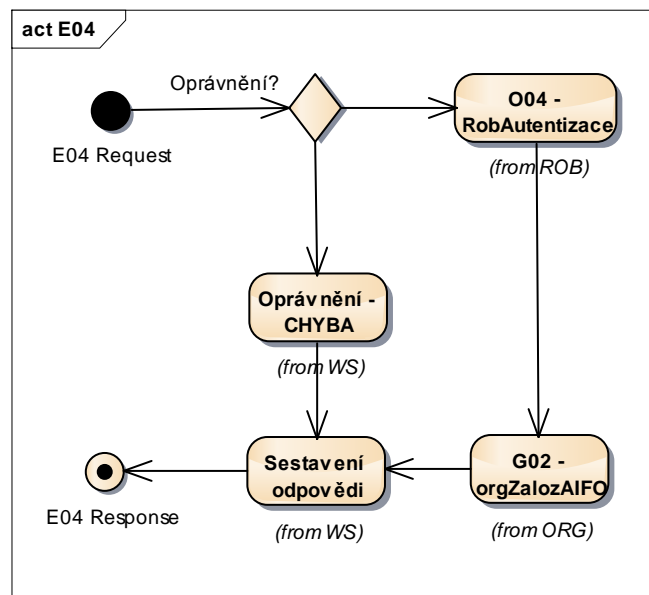 act E04
Oprávnění?
E04 Request
O04 -
RobAutentizace
(from ROB)
Oprávnění -
CHYBA
(from WS)
Sestavení
odpovědi
(from WS)
G02 -
orgZalozAIFO
(from ORG)
E04 Response